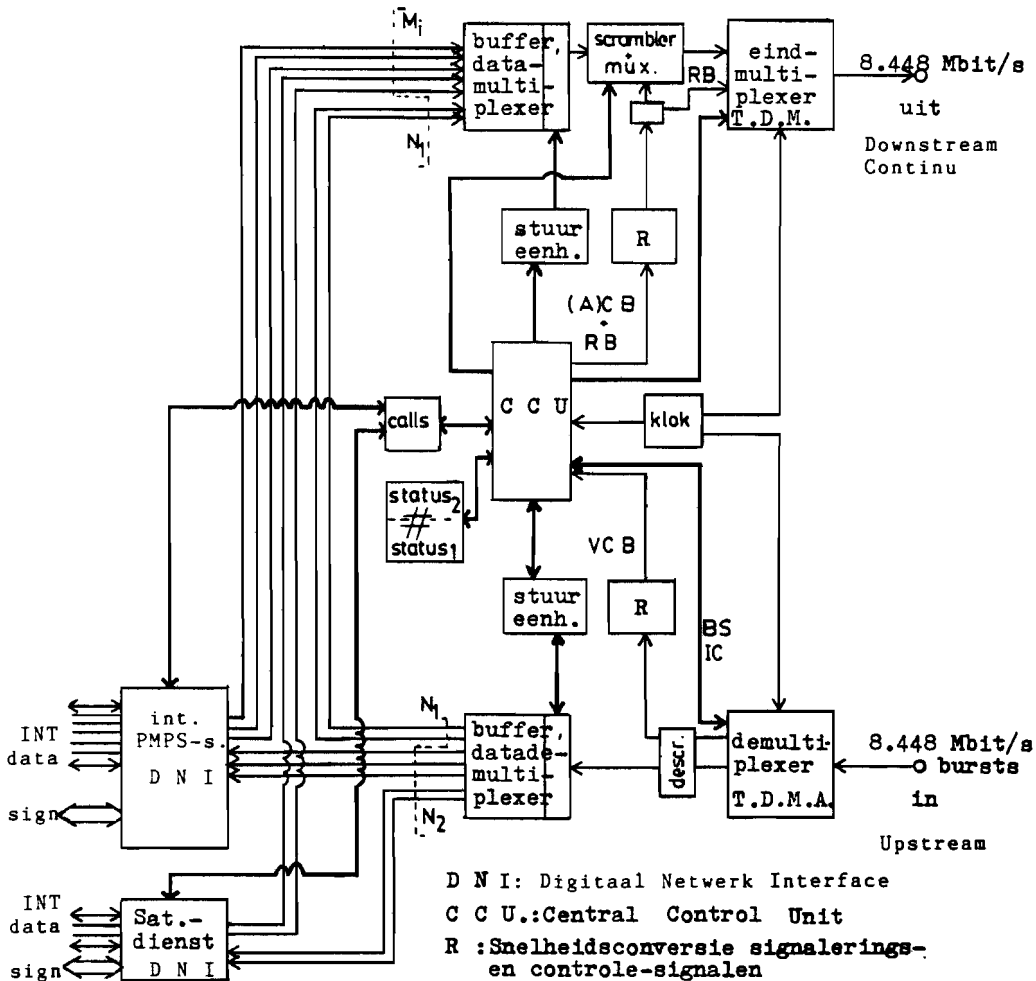 Mi
N1
buffer,
data-
multi-
plexer
scrambler
+
mux.
RB
eind-
multi-
plexer
T.D.M.
8.448 Mbit/s
uit
Downstream
Continu
stuur
eenh.
R
(A)CB
+
RB
C C U
calls
klok
status2
#
status1
VCB
stuur
eenh.
R
BS
IC
INT
data
sign
int.
PMPS-s.
D N I
N1
N2
buffer,
datade-
multi-
plexer
descr.
demulti-
plexer
T.D.M.A.
8.448 Mbit/s
bursts
in
Upstream
INT
data
sign
Sat.-
dienst
D N I
D N I: Digitaal Netwerk Interface
C C U.:Central Control Unit
R :Snelheidsconversie signalerings-
en controle-signalen